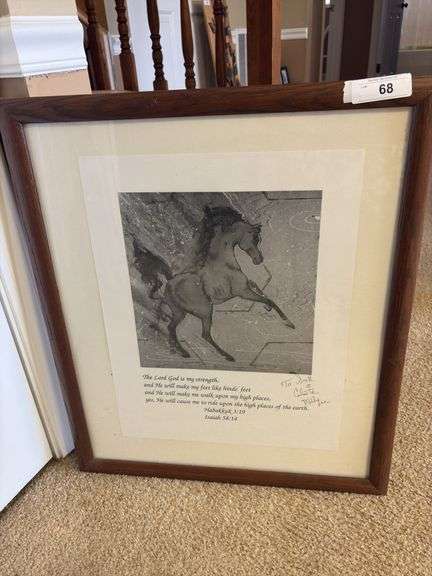 68
The Lord God is my strength,
and He will make my feet like hinds' feet
and He will make me walk upon my high places,
yes, He will cause me to ride upon the high places of the earth.
Habakkuk 3:19
Isaiah 58:14
To